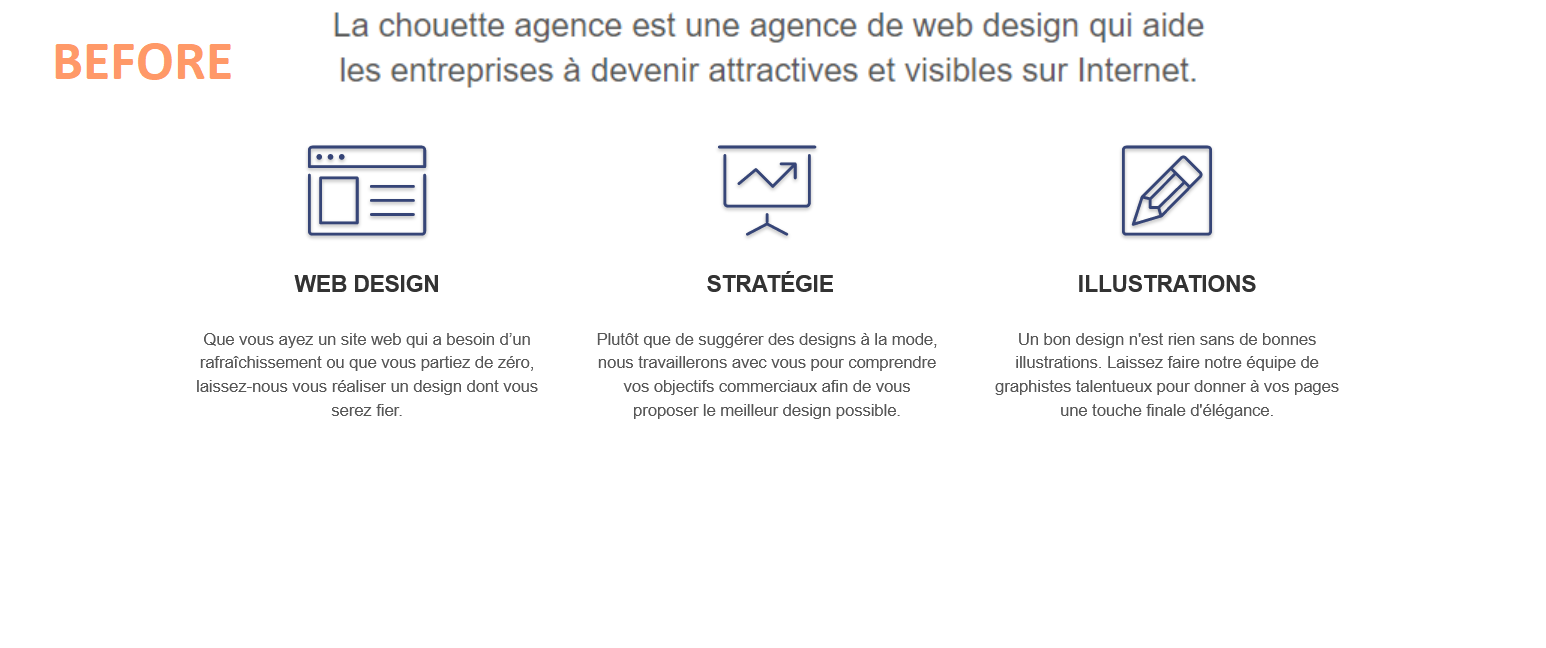 BEFORE
La chouette agence est une agence de web design qui aide
les entreprises à devenir attractives et visibles sur Internet.
WEB DESIGN
Que vous ayez un site web qui a besoin d’un
rafraîchissement ou que vous partiez de zéro,
laissez-nous vous réaliser un design dont vous
serez fier.
STRATÉGIE
Plutôt que de suggérer des designs à la mode,
nous travaillerons avec vous pour comprendre
vos objectifs commerciaux afin de vous
proposer le meilleur design possible.
ILLUSTRATIONS
Un bon design n'est rien sans de bonnes
illustrations. Laissez faire notre équipe de
graphistes talentueux pour donner à vos pages
une touche finale d'élégance.